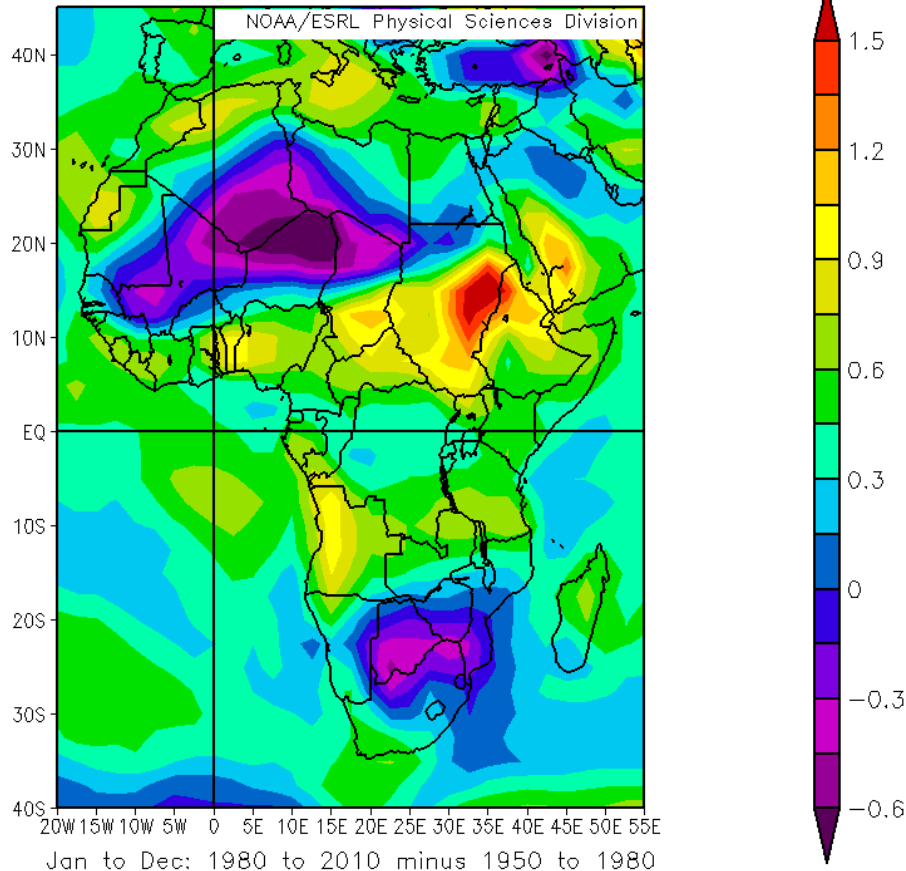 NOAA/ESRL Physical Sciences Division
40N
30N
20N
10N
EQ
10S
20S
30S
40S
20W 15W 10W 5W 0 5E 10E 15E 20E 25E 30E 35E 40E 45E 50E 55E
Jan to Dec: 1980 to 2010 minus 1950 to 1980
1.5
1.2
0.9
0.6
0.3
0
−0.3
−0.6